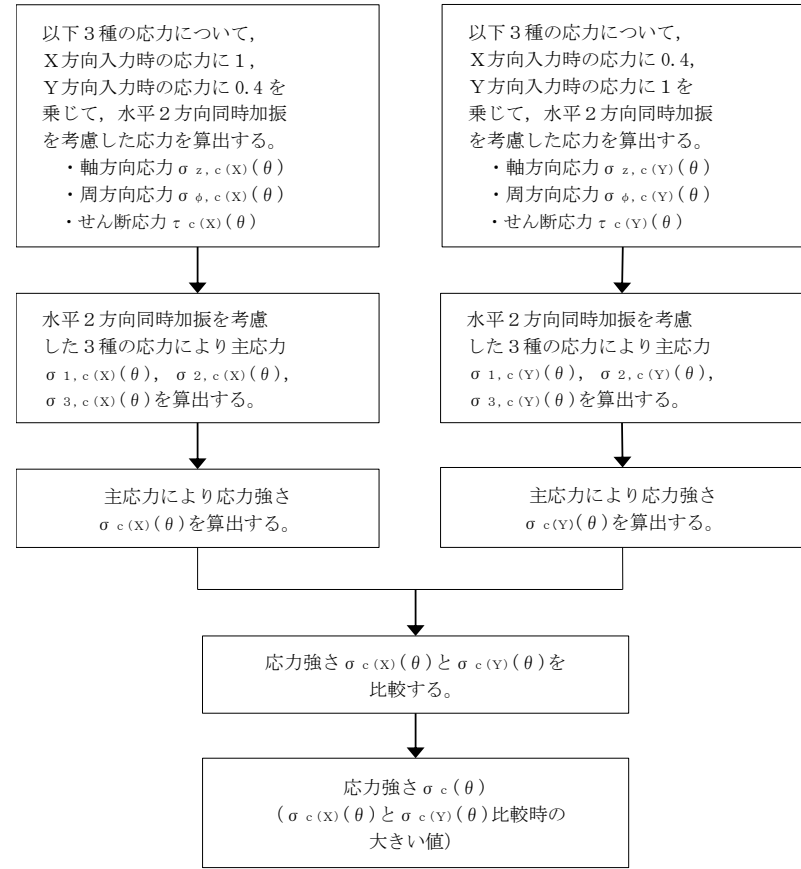 以下３種の応力について，
Ｘ方向入力時の応力に１，
Ｙ方向入力時の応力に 0.4 を
乗じて，水平２方向同時加振
を考慮した応力を算出する。
・軸方向応力σz,c(X)(θ)
・周方向応力σφ,c(X)(θ)
・せん断応力τc(X)(θ)
以下３種の応力について，
Ｘ方向入力時の応力に 0.4，
Ｙ方向入力時の応力に１を
乗じて，水平２方向同時加振
を考慮した応力を算出する。
・軸方向応力σz,c(Y)(θ)
・周方向応力σφ,c(Y)(θ)
・せん断応力τc(Y)(θ)
水平２方向同時加振を考慮
した３種の応力により主応力
σ1,c(X)(θ)，σ2,c(X)(θ)，
σ3,c(X)(θ)を算出する。
水平２方向同時加振を考慮
した３種の応力により主応力
σ1,c(Y)(θ)，σ2,c(Y)(θ)，
σ3,c(Y)(θ)を算出する。
主応力により応力強さ
σc(X)(θ)を算出する。
主応力により応力強さ
σc(Y)(θ)を算出する。
応力強さσc(X)(θ)とσc(Y)(θ)を
比較する。
応力強さσc(θ)
（σc(X)(θ)とσc(Y)(θ)比較時の
大きい値）